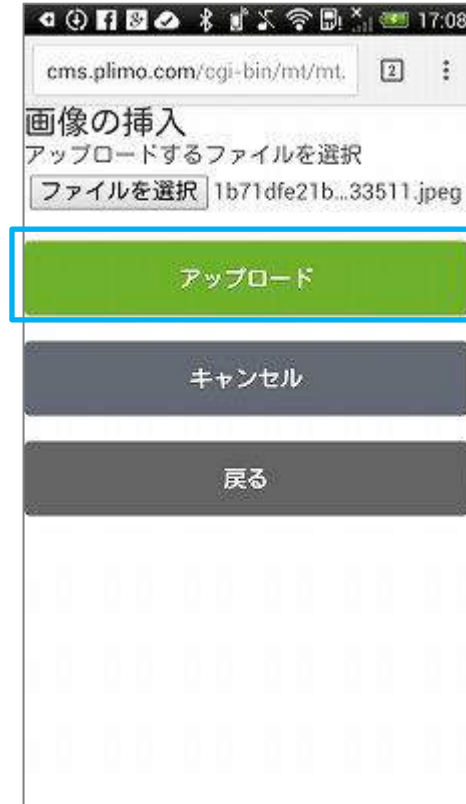 17:08
cms.plimo.com/cgi-bin/mt/mt. 2
画像の挿入
アップロードするファイルを選択
ファイルを選択 1b71dfe21b...33511.jpeg
アップロード
キャンセル
戻る